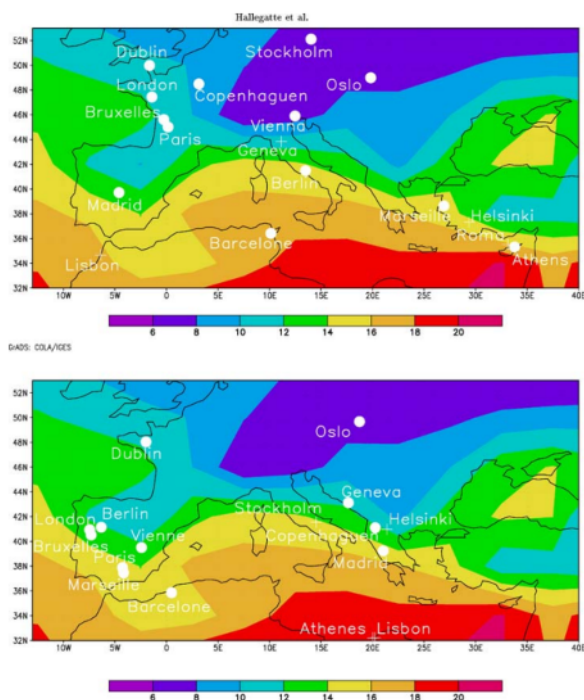 Hallegatte et al.
52N
50N
48N
46N
44N
42N
40N
38N
36N
34N
32N
Dublin
Stockholm
London
Oslo
Copenhaguen
Bruxelles
Paris
Vienna
Geneva
Berlin
Madrid
Marseille
Helsinki
Roma
Barcelone
Lisbon
Athens
10W 5W 0 5E 10E 15E 20E 25E 30E 35E 40E
6 8 10 12 14 16 18 20
GrADS: COLA/IGES
52N
50N
48N
46N
44N
42N
40N
38N
36N
34N
32N
Oslo
Dublin
Geneva
Stockholm
London
Berlin
Helsinki
Copenhaguen
Bruxelles
Vienne
Paris
Madrid
Marseille
Barcelone
Athenes Lisbon
10W 5W 0 5E 10E 15E 20E 25E 30E 35E 40E
6 8 10 12 14 16 18 20